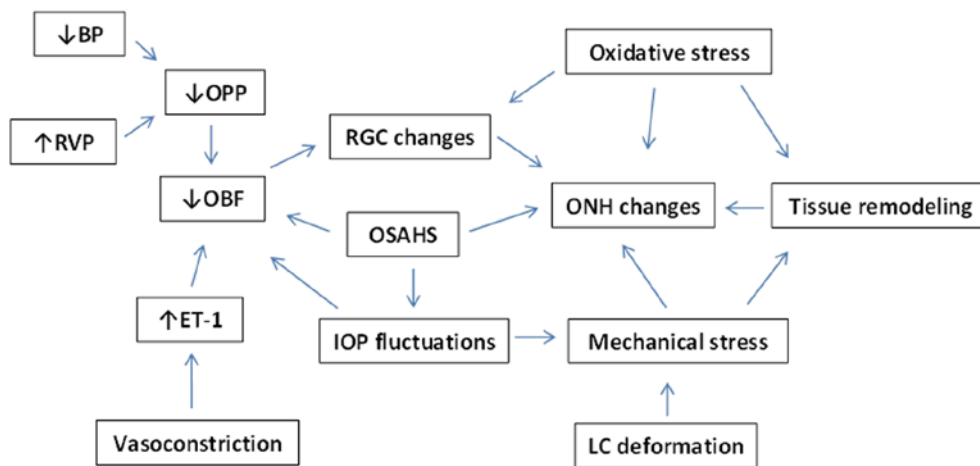 ↓BP
Oxidative stress
↓OPP
↑RVP
RGC changes
↓OBF
ONH changes
Tissue remodeling
OSAHS
↑ET-1
IOP fluctuations
Mechanical stress
Vasoconstriction
LC deformation